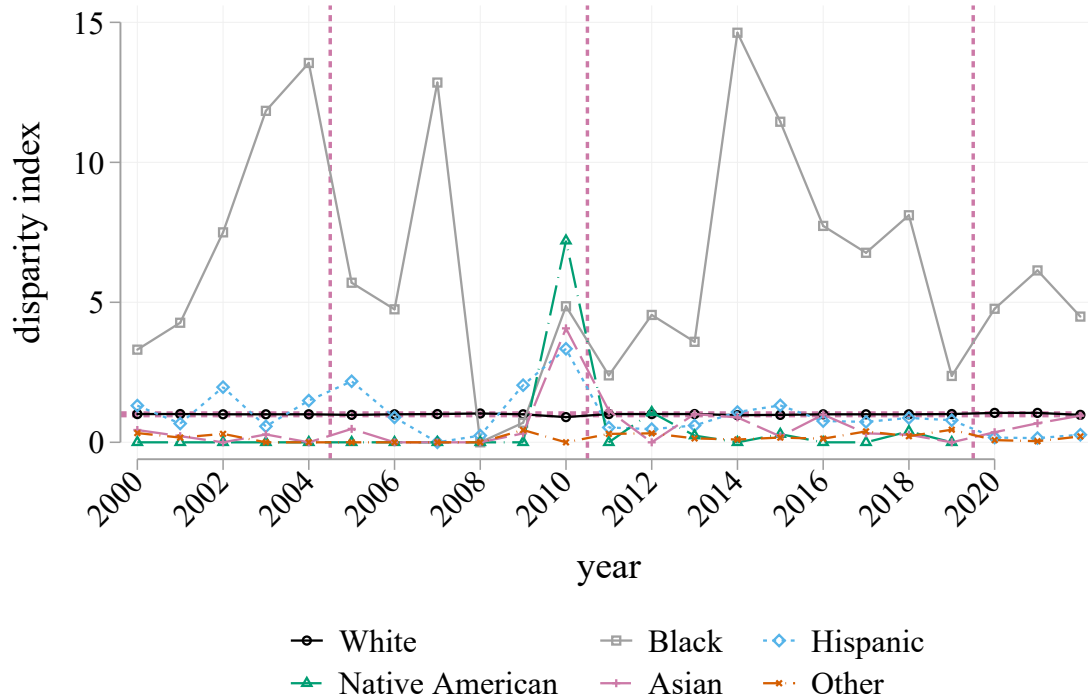 15
10
5
0
disparity index
2000 2002 2004 2006 2008 2010 2012 2014 2016 2018 2020
year
White Black Hispanic
Native American Asian Other